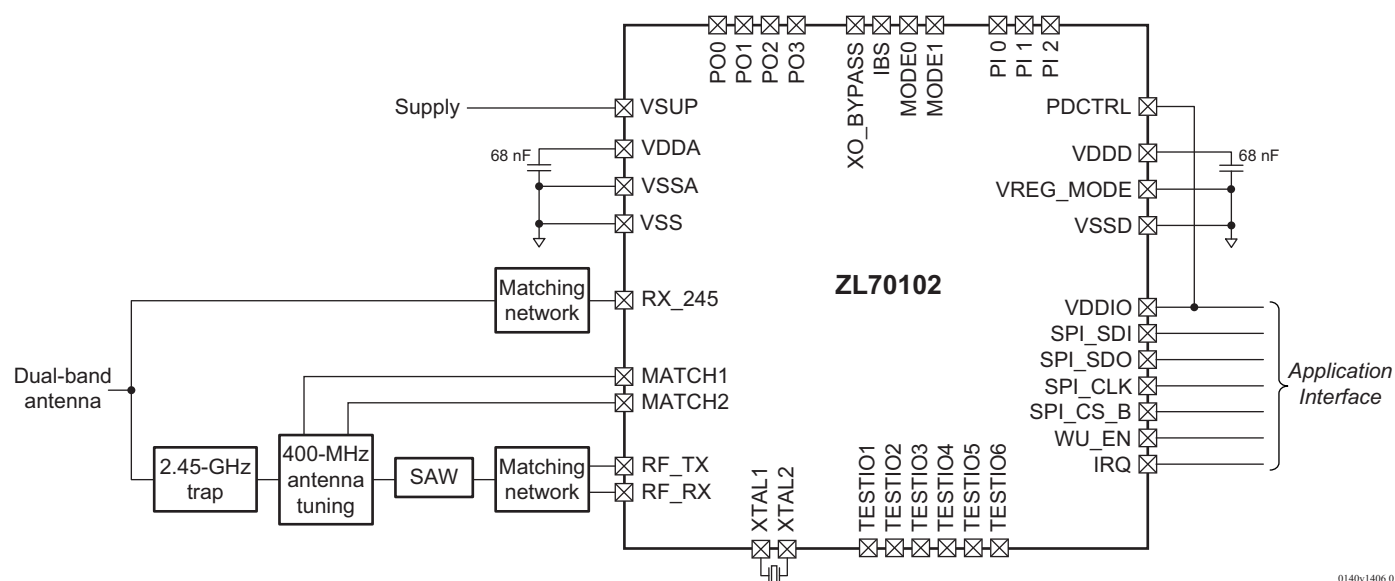 PO0
PO1
PO2
PO3
XO_BYPASS
IBS
MODE0
MODE1
PI 0
PI 1
PI 2
Supply
VSUP
VDDA
68 nF
VSSA
VSS
PDCTRL
VDDD
68 nF
VREG_MODE
VSSD
ZL70102
Matching
network
RX_245
Dual-band
antenna
MATCH1
MATCH2
2.45-GHz
trap
400-MHz
antenna
tuning
SAW
Matching
network
RF_TX
RF_RX
VDDIO
SPI_SDI
SPI_SDO
SPI_CLK
SPI_CS_B
WU_EN
IRQ
Application
Interface
XTAL1
XTAL2
TESTIO1
TESTIO2
TESTIO3
TESTIO4
TESTIO5
TESTIO6
0140v1406.0